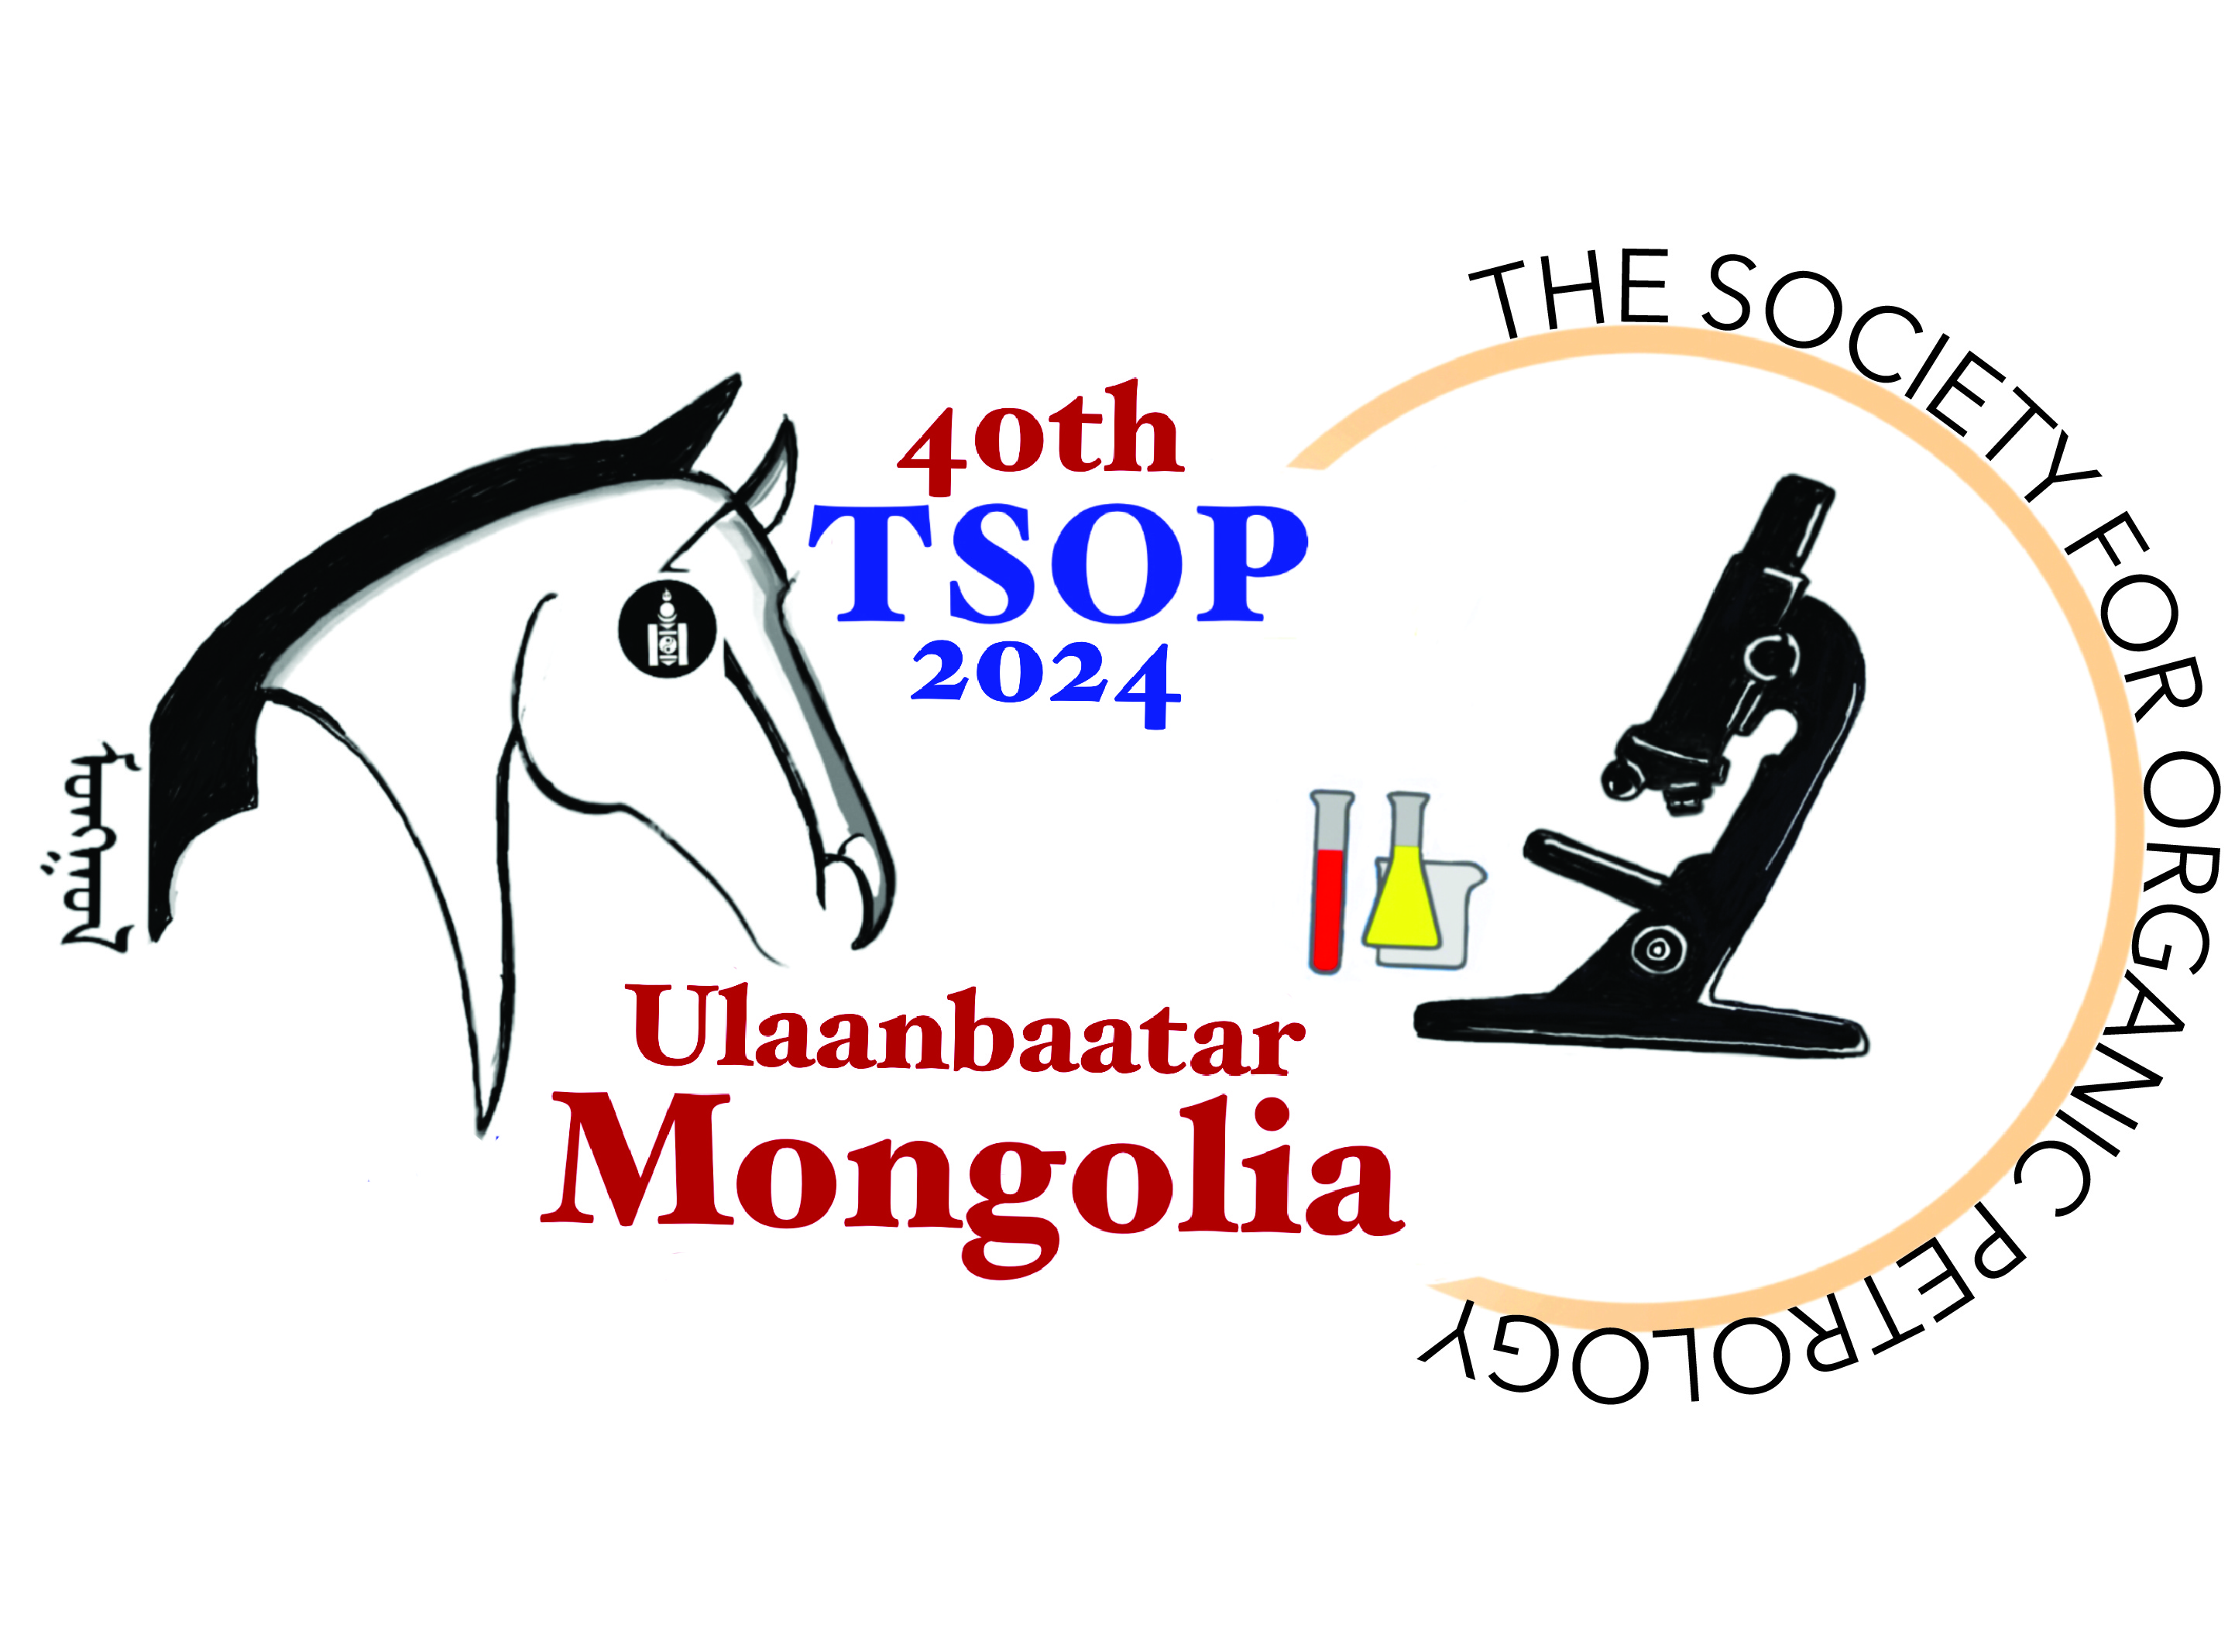 40th
TSOP
2024
Ulaanbaatar
Mongolia
THE SOCIETY FOR ORGANIC PETROLOGY